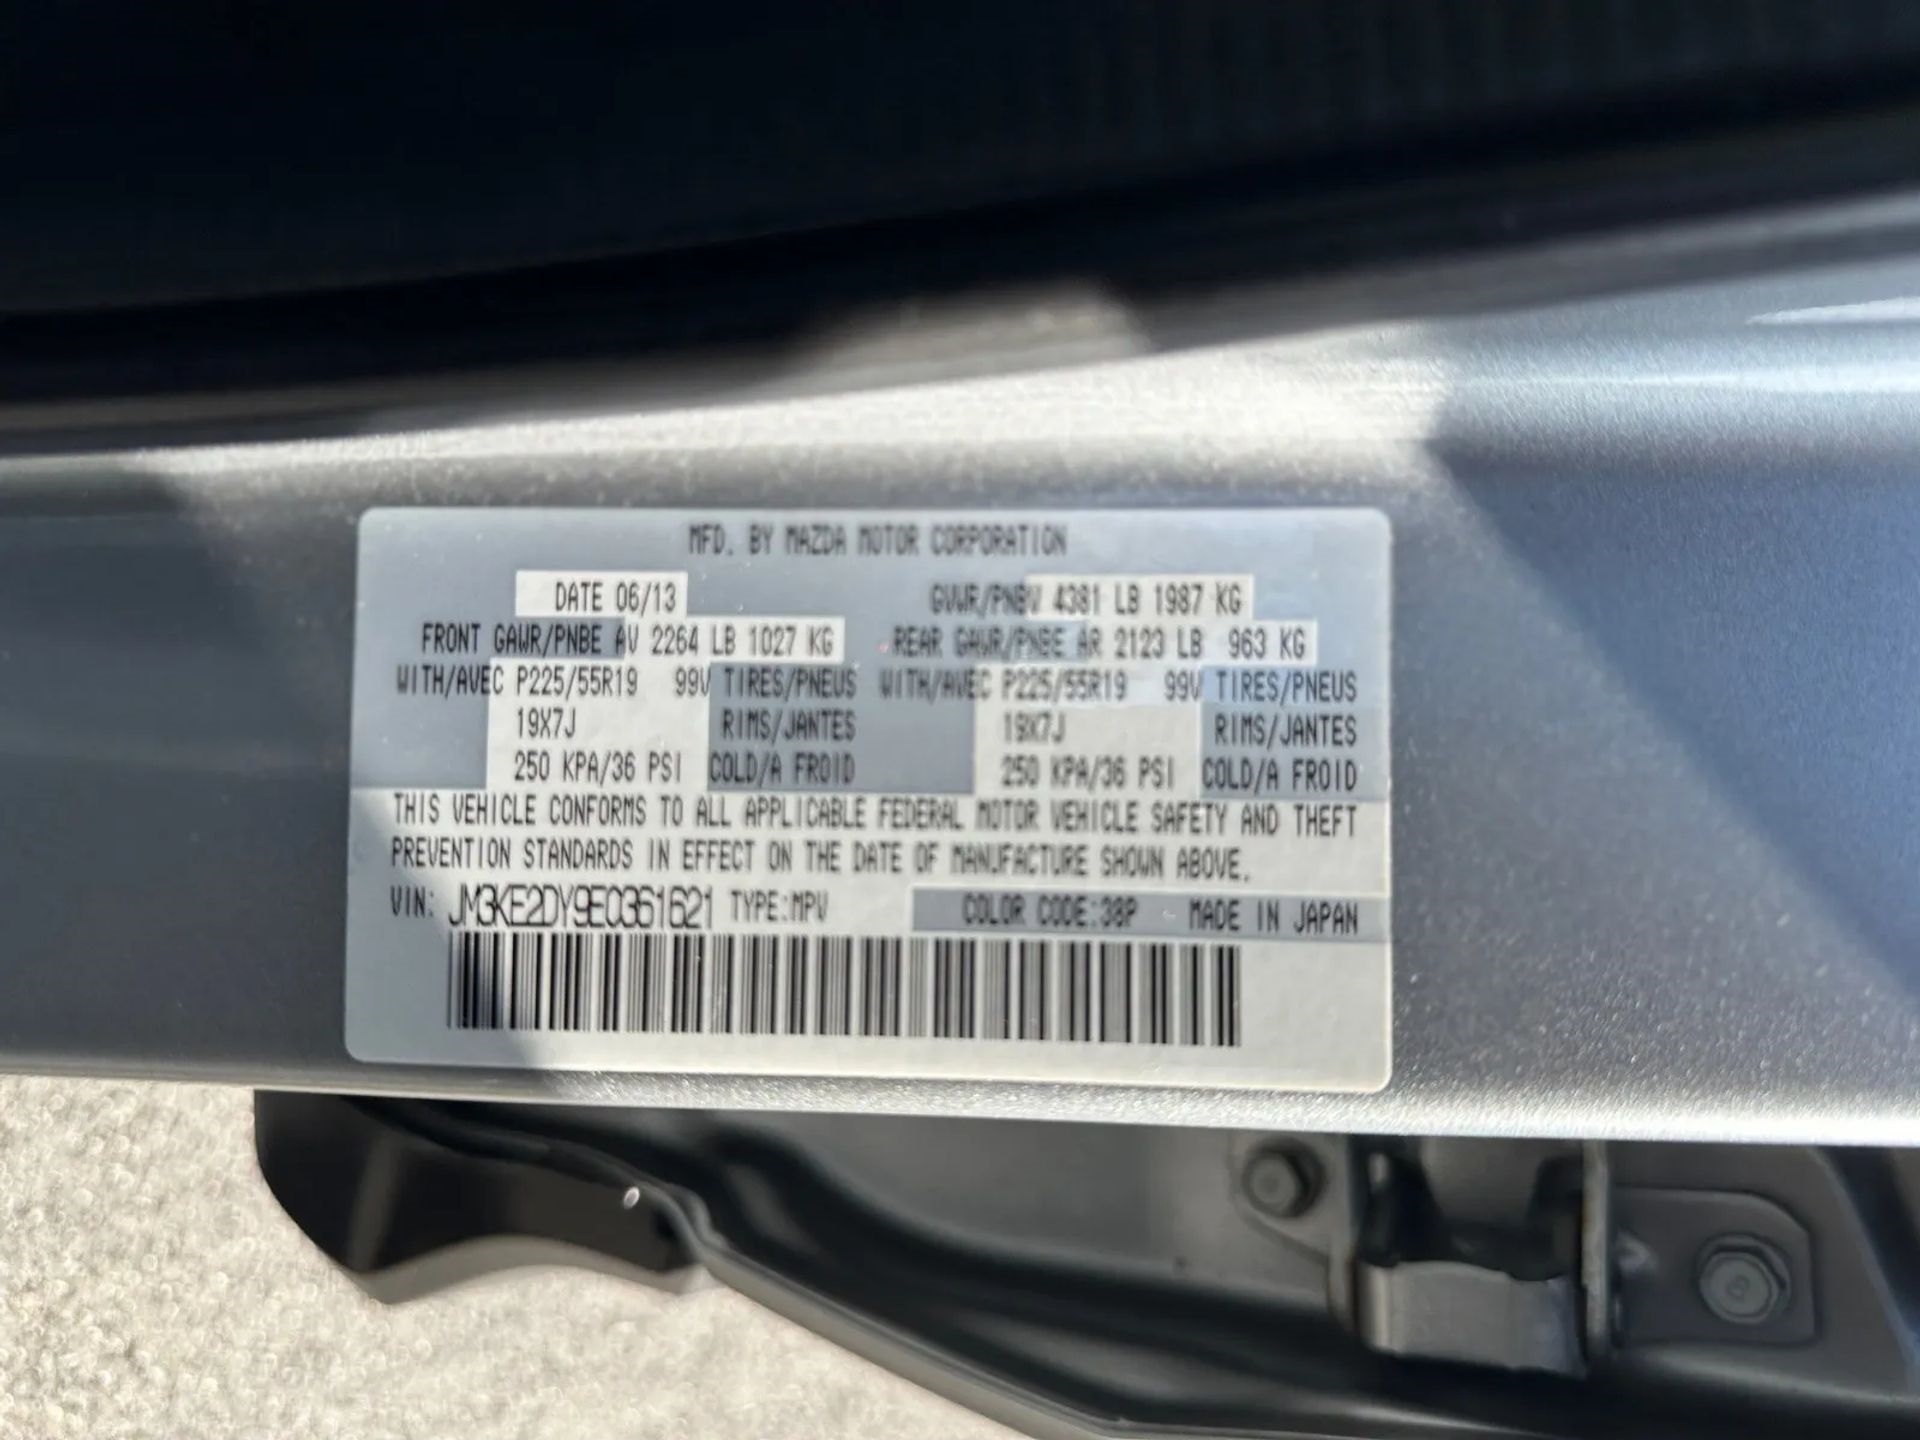 MFD. BY MAZDA MOTOR CORPORATION
DATE 06/13 GVWR/PNBV 4381 LB 1987 KG
FRONT GAWR/PNBE AV 2264 LB 1027 KG REAR GAWR/PNBE AR 2123 LB 963 KG
WITH/AVEC P225/55R19 99V TIRES/PNEUS WITH/AVEC P225/55R19 99V TIRES/PNEUS
19X7J RIMS/JANTES 19X7J RIMS/JANTES
250 KPA/36 PSI COLD/A FROID 250 KPA/36 PSI COLD/A FROID
THIS VEHICLE CONFORMS TO ALL APPLICABLE FEDERAL MOTOR VEHICLE SAFETY AND THEFT
PREVENTION STANDARDS IN EFFECT ON THE DATE OF MANUFACTURE SHOWN ABOVE.
VIN: JM3KE2DY9E0361621 TYPE:MPV COLOR CODE:38P MADE IN JAPAN